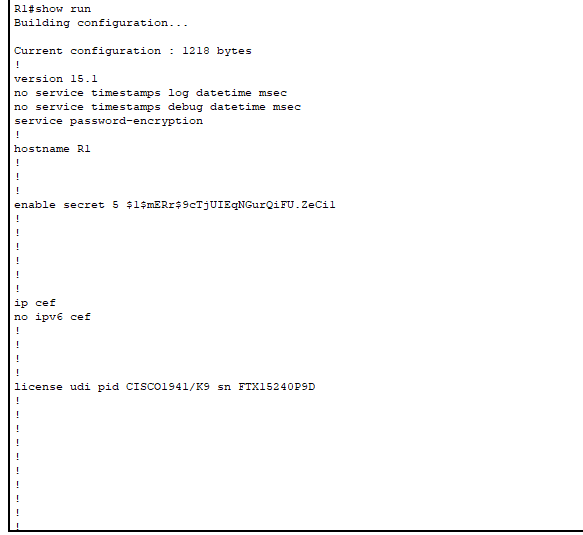 R1#show run
Building configuration...
Current configuration : 1218 bytes
!
version 15.1
no service timestamps log datetime msec
no service timestamps debug datetime msec
service password-encryption
!
hostname R1
!
!
!
enable secret 5 $1$mERr$9cTjUIEqNGurQiFU.ZeCi1
!
!
!
!
!
!
ip cef
no ipv6 cef
!
!
!
!
license udi pid CISCO1941/K9 sn FTX15240P9D
!
!
!
!
!
!
!
!
!
!